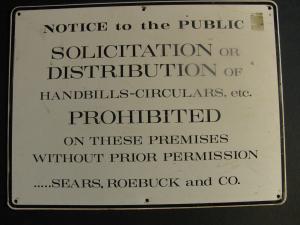 NOTICE to the PUBLIC
SOLICITATION OR
DISTRIBUTION OF
HANDBILLS-CIRCULARS, etc.
PROHIBITED
ON THESE PREMISES
WITHOUT PRIOR PERMISSION
.....SEARS, ROEBUCK and CO.